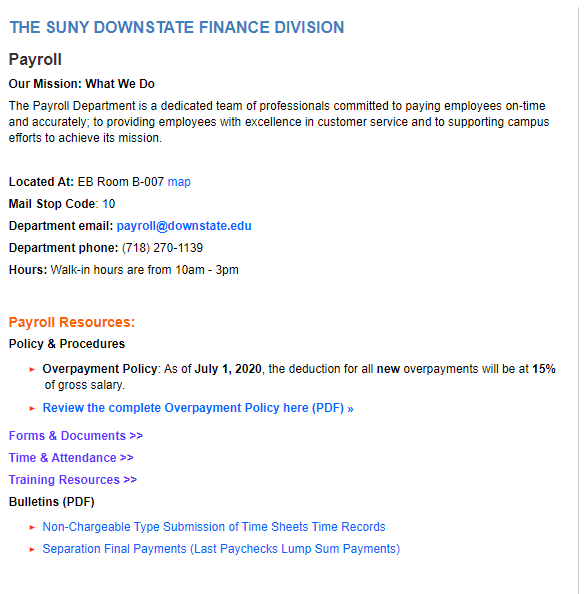 THE SUNY DOWNSTATE FINANCE DIVISION
Payroll
Our Mission: What We Do
The Payroll Department is a dedicated team of professionals committed to paying employees on-time
and accurately; to providing employees with excellence in customer service and to supporting campus
efforts to achieve its mission.
Located At: EB Room B-007 map
Mail Stop Code: 10
Department email: payroll@downstate.edu
Department phone: (718) 270-1139
Hours: Walk-in hours are from 10am - 3pm
Payroll Resources:
Policy & Procedures
Overpayment Policy: As of July 1, 2020, the deduction for all new overpayments will be at 15%
of gross salary.
Review the complete Overpayment Policy here (PDF) »
Forms & Documents >>
Time & Attendance >>
Training Resources >>
Bulletins (PDF)
Non-Chargeable Type Submission of Time Sheets Time Records
Separation Final Payments (Last Paychecks Lump Sum Payments)